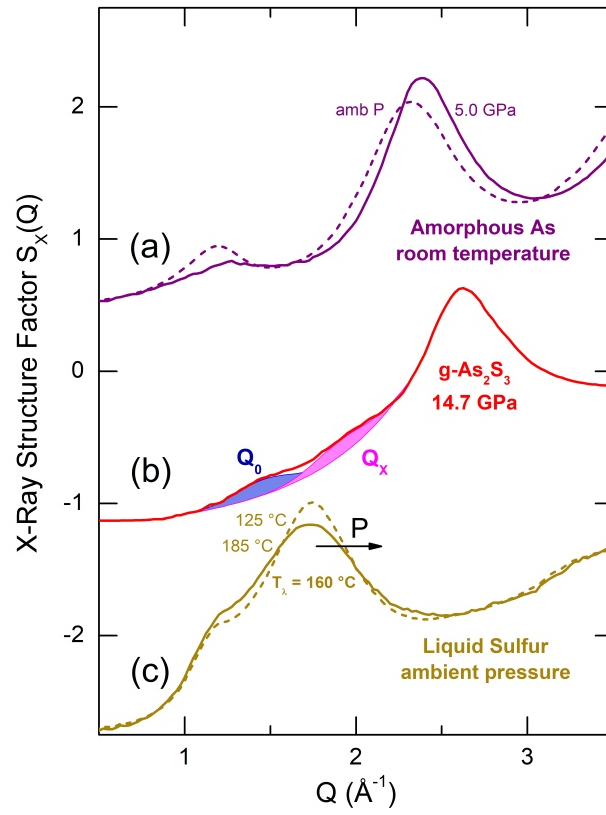 X-Ray Structure Factor S_X(Q)
2
1
0
-1
-2
amb P
5.0 GPa
(a)
Amorphous As
room temperature
g-As₂S₃
14.7 GPa
(b)
Q₀
Q_X
125 °C
185 °C
P
T_λ = 160 °C
(c)
Liquid Sulfur
ambient pressure
1
2
3
Q (Å⁻¹)